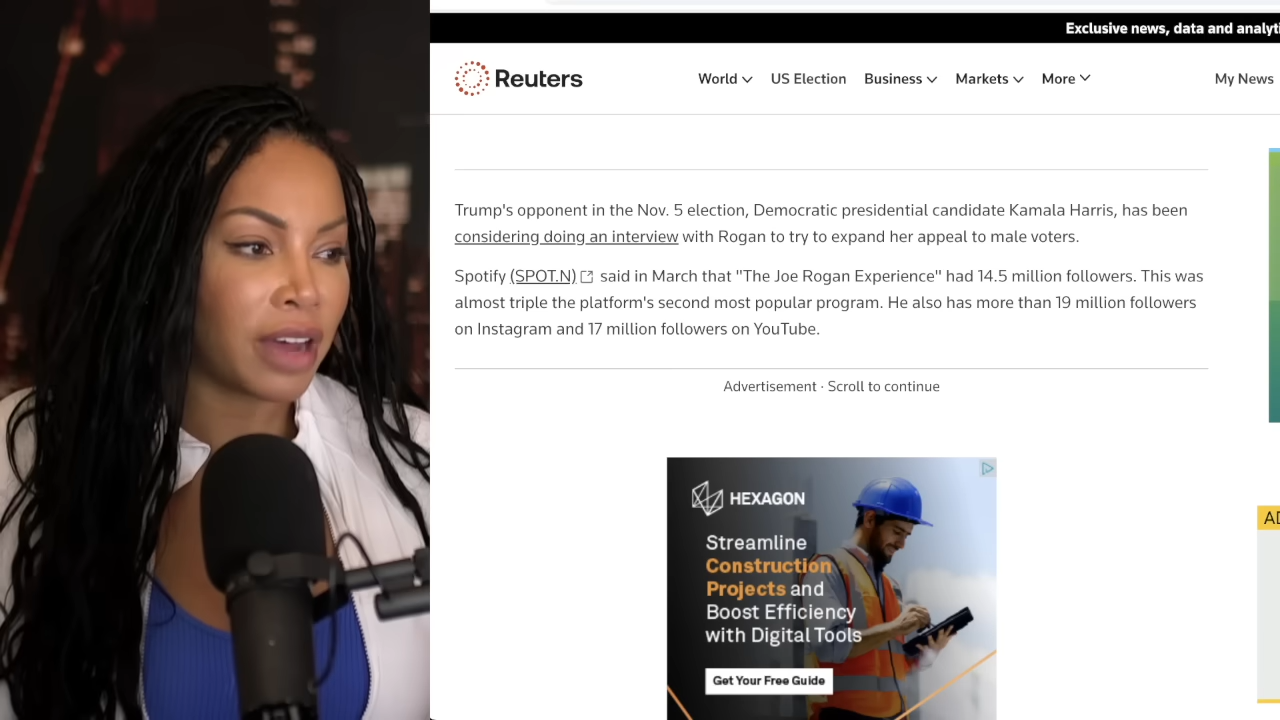 Exclusive news, data and analyti
Reuters
World
US Election
Business
Markets
More
My News
Trump's opponent in the Nov. 5 election, Democratic presidential candidate Kamala Harris, has been
considering doing an interview with Rogan to try to expand her appeal to male voters.
Spotify (SPOT.N) said in March that "The Joe Rogan Experience" had 14.5 million followers. This was
almost triple the platform's second most popular program. He also has more than 19 million followers
on Instagram and 17 million followers on YouTube.
Advertisement · Scroll to continue
HEXAGON
Streamline
Construction
Projects and
Boost Efficiency
with Digital Tools
Get Your Free Guide
AD